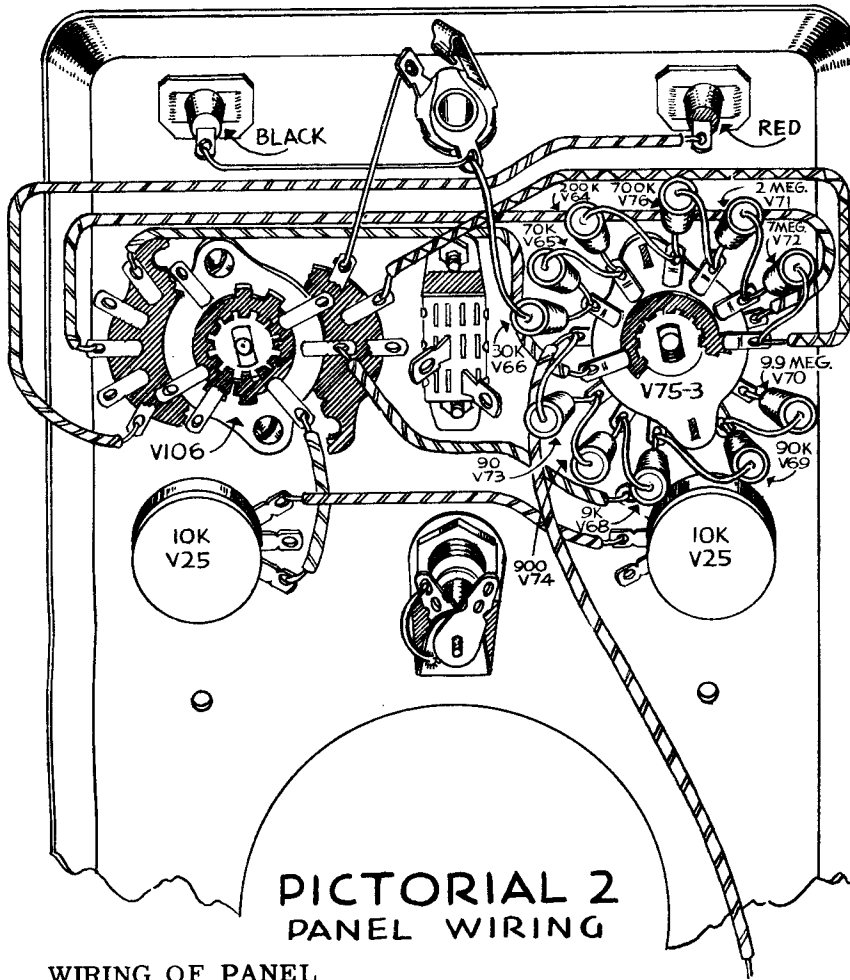 BLACK
RED
200K
V64
700K
V76
2 MEG.
V71
70K
V65
7MEG.
V72
30K
V66
V75-3
9.9 MEG.
V70
V106
90
V73
90K
V69
9K
V68
10K
V25
10K
V25
900
V74
PICTORIAL 2
PANEL WIRING
WIRING OF PANEL